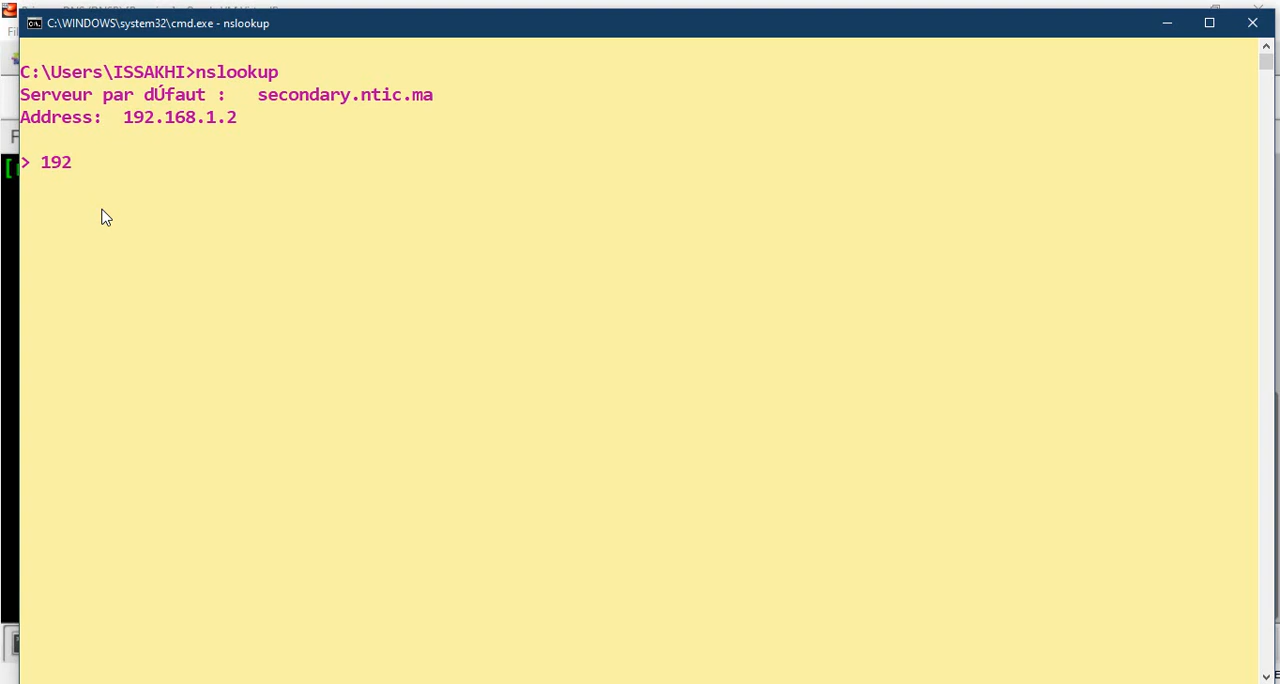 C:\WINDOWS\system32\cmd.exe - nslookup
C:\Users\ISSAKHI>nslookup
Serveur par dÚfaut :   secondary.ntic.ma
Address:  192.168.1.2
> 192